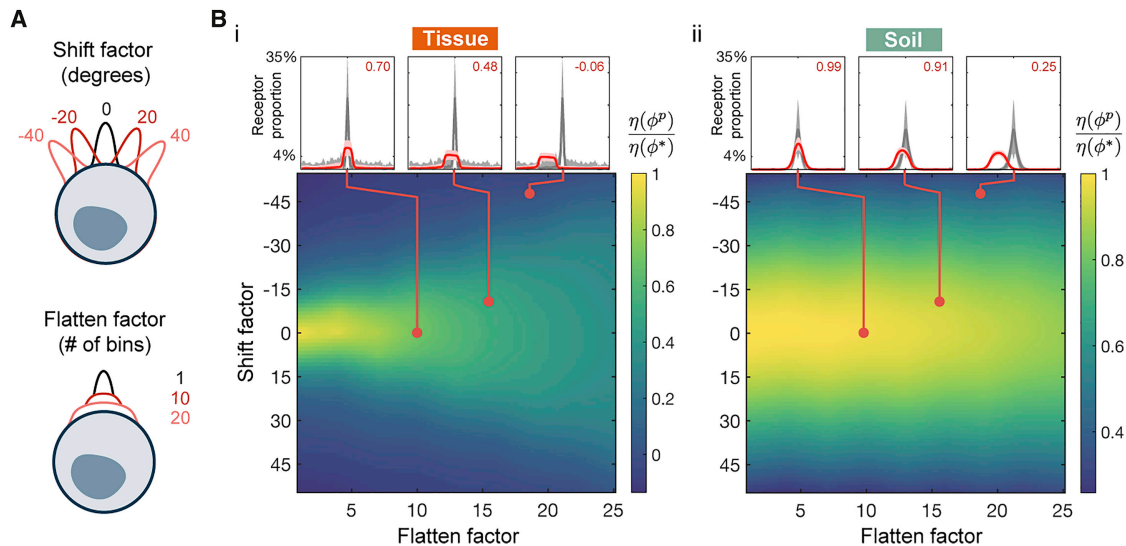 A
Shift factor
(degrees)
0
-20 20
-40 40
Flatten factor
(# of bins)
1
10
20
B
i
Tissue
35%
4%
Receptor
proportion
0.70
0.48
-0.06
η(ϕᵖ)
η(ϕ*)
1
0.8
0.6
0.4
0.2
0
Shift factor
-45
-30
-15
0
15
30
45
5 10 15 20 25
Flatten factor
ii
Soil
35%
4%
Receptor
proportion
0.99
0.91
0.25
η(ϕᵖ)
η(ϕ*)
1
0.8
0.6
0.4
-45
-30
-15
0
15
30
45
5 10 15 20 25
Flatten factor